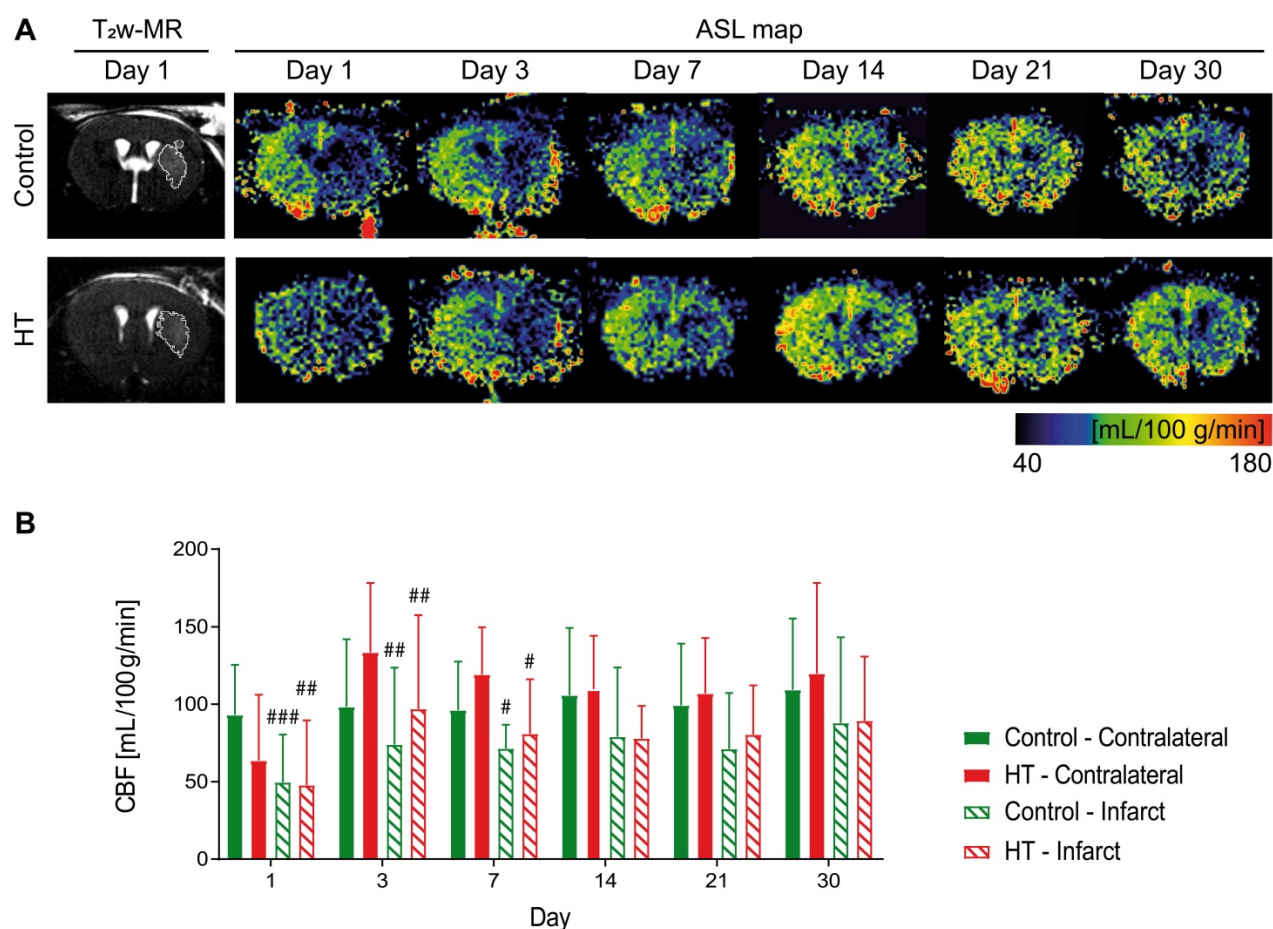 A
T₂w-MR
ASL map
Day 1
Day 1
Day 3
Day 7
Day 14
Day 21
Day 30
Control
HT
[mL/100 g/min]
40
180
B
CBF [mL/100 g/min]
200
150
100
50
0
###
##
##
##
#
#
1
3
7
14
21
30
Day
Control - Contralateral
HT - Contralateral
Control - Infarct
HT - Infarct